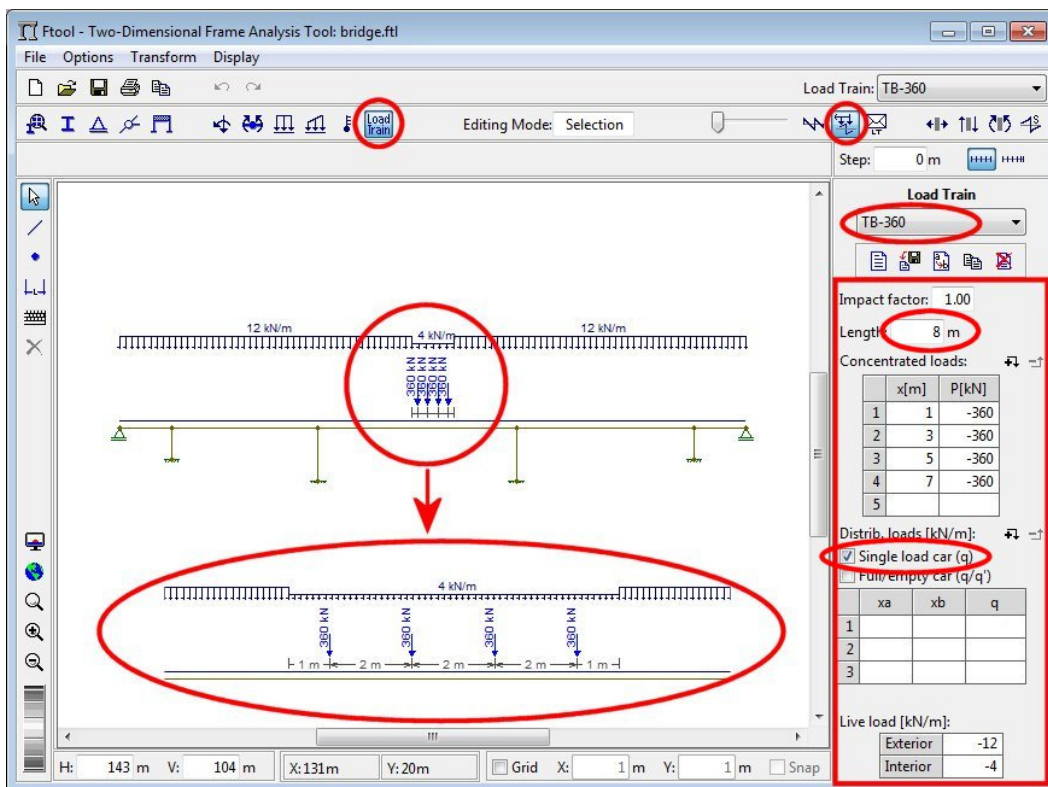 Ftool - Two-Dimensional Frame Analysis Tool: bridge.ftl
File Options Transform Display
Load Train: TB-360
Load Train
Editing Mode: Selection
LT
Step: 0 m
Load Train
TB-360
Impact factor: 1.00
Length: 8 m
Concentrated loads:
x[m] P[kN]
1 1 -360
2 3 -360
3 5 -360
4 7 -360
5
Distrib. loads [kN/m]:
Single load car (q)
Full/empty car (q/q')
xa xb q
1
2
3
Live load [kN/m]:
Exterior -12
Interior -4
12 kN/m 4 kN/m 12 kN/m
360 kN 360 kN 360 kN 360 kN
4 kN/m
360 kN 360 kN 360 kN 360 kN
1 m 2 m 2 m 2 m 1 m
H: 143 m V: 104 m X:131m Y:20m Grid X: 1 m Y: 1 m Snap